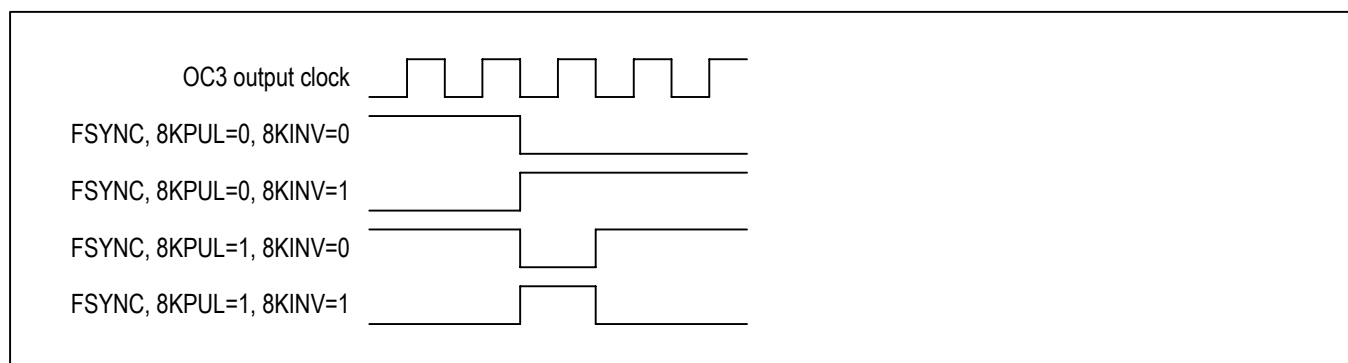 OC3 output clock
FSYNC, 8KPUL=0, 8KINV=0
FSYNC, 8KPUL=0, 8KINV=1
FSYNC, 8KPUL=1, 8KINV=0
FSYNC, 8KPUL=1, 8KINV=1